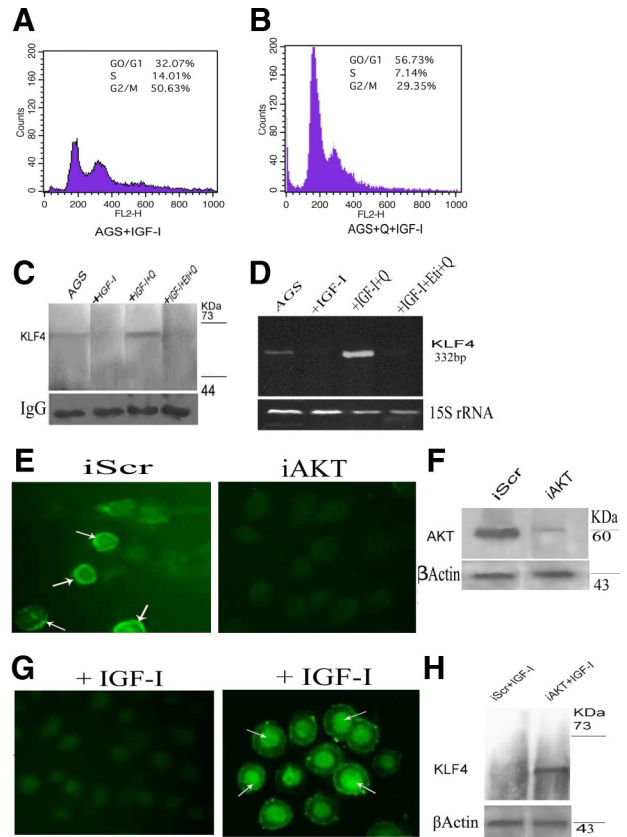 A
GO/G1 32.07%
S 14.01%
G2/M 50.63%
Counts
0 40 80 120 160 200
0 200 400 600 800 1000
FL2-H
AGS+IGF-I
B
GO/G1 56.73%
S 7.14%
G2/M 29.35%
Counts
0 40 80 120 160 200
0 200 400 600 800 1000
FL2-H
AGS+Q+IGF-I
C
AGS
+IGF-I
+IGF-I+Q
+IGF-I+Eti+Q
KDa
73
KLF4
44
IgG
D
AGS
+IGF-I
+IGF-I+Q
+IGF-I+Eti+Q
KLF4
332bp
15S rRNA
E
iScr
iAKT
F
iScr
iAKT
KDa
AKT
60
βActin
43
G
+ IGF-I
+ IGF-I
H
iScr+IGF-I
iAKT+IGF-I
KDa
73
KLF4
βActin
43